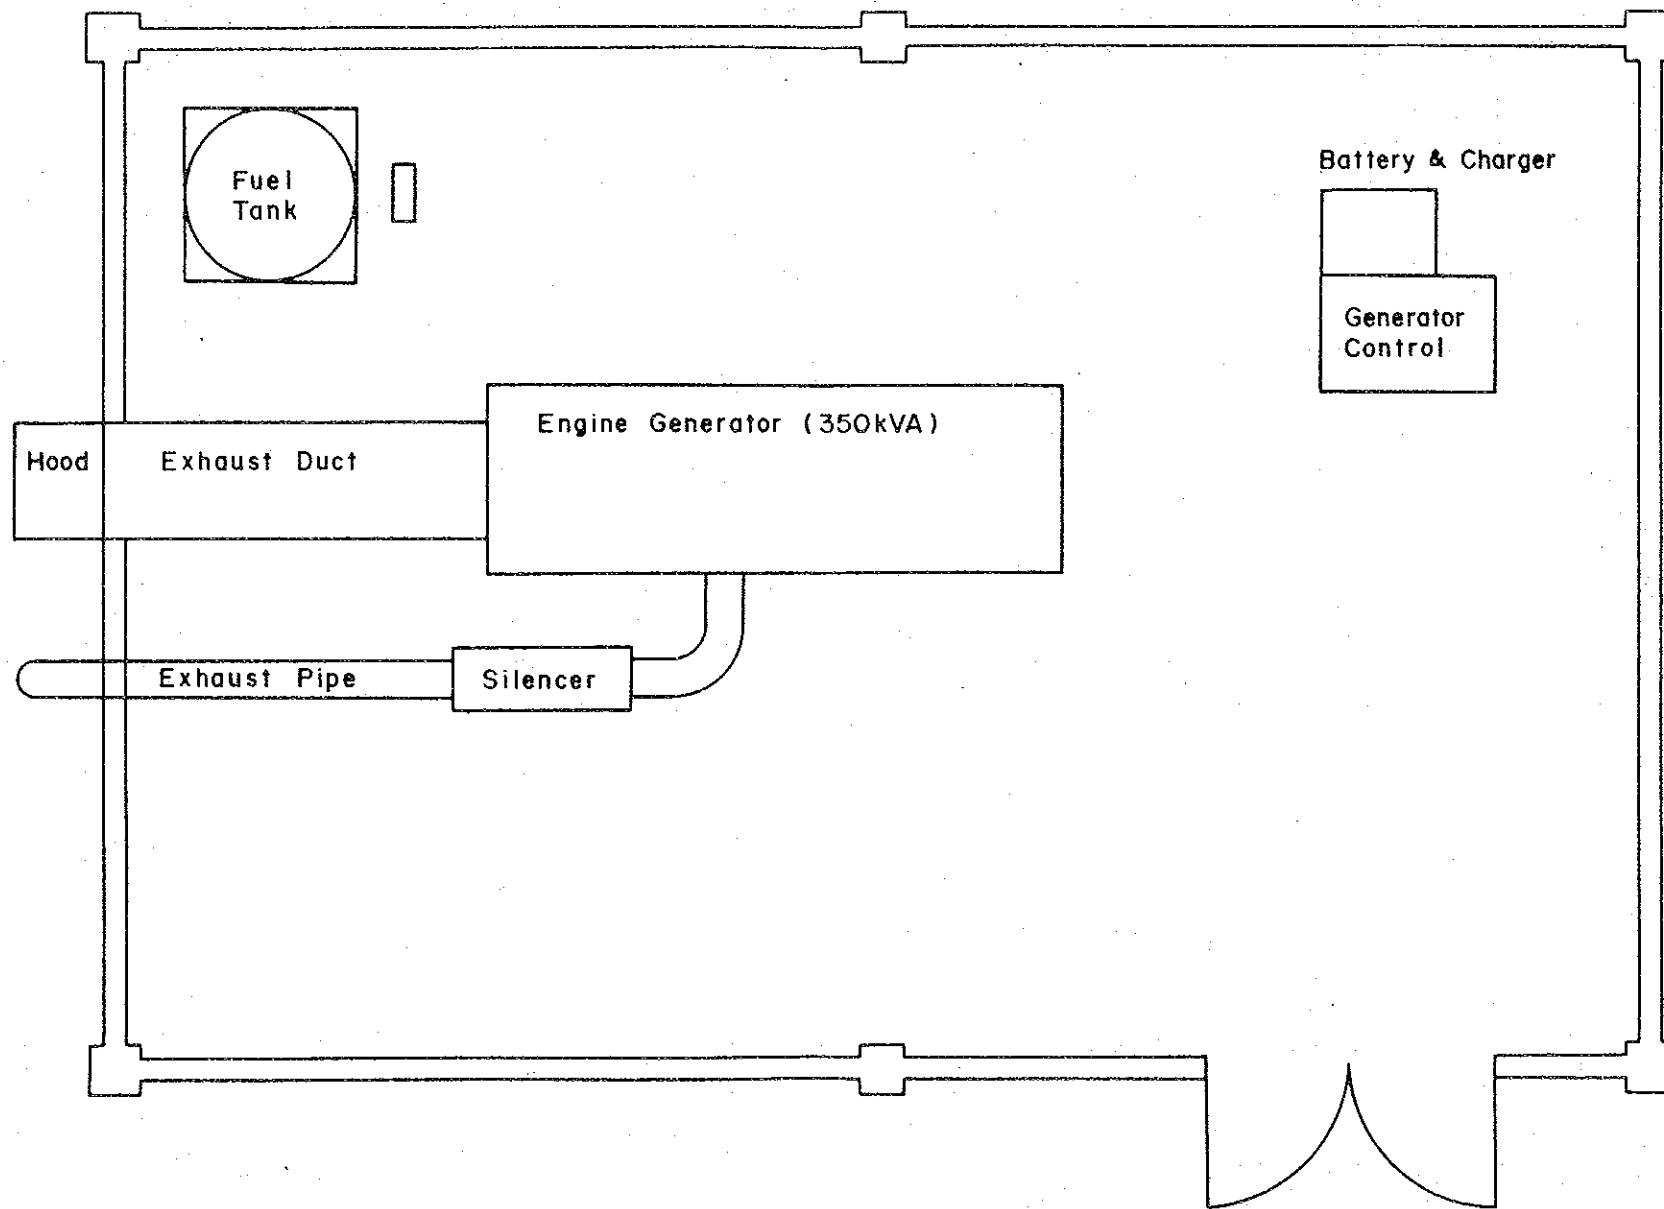 Battery & Charger
Fuel
Tank
Generator
Control
Engine Generator (350kVA)
Hood
Exhaust Duct
Exhaust Pipe
Silencer